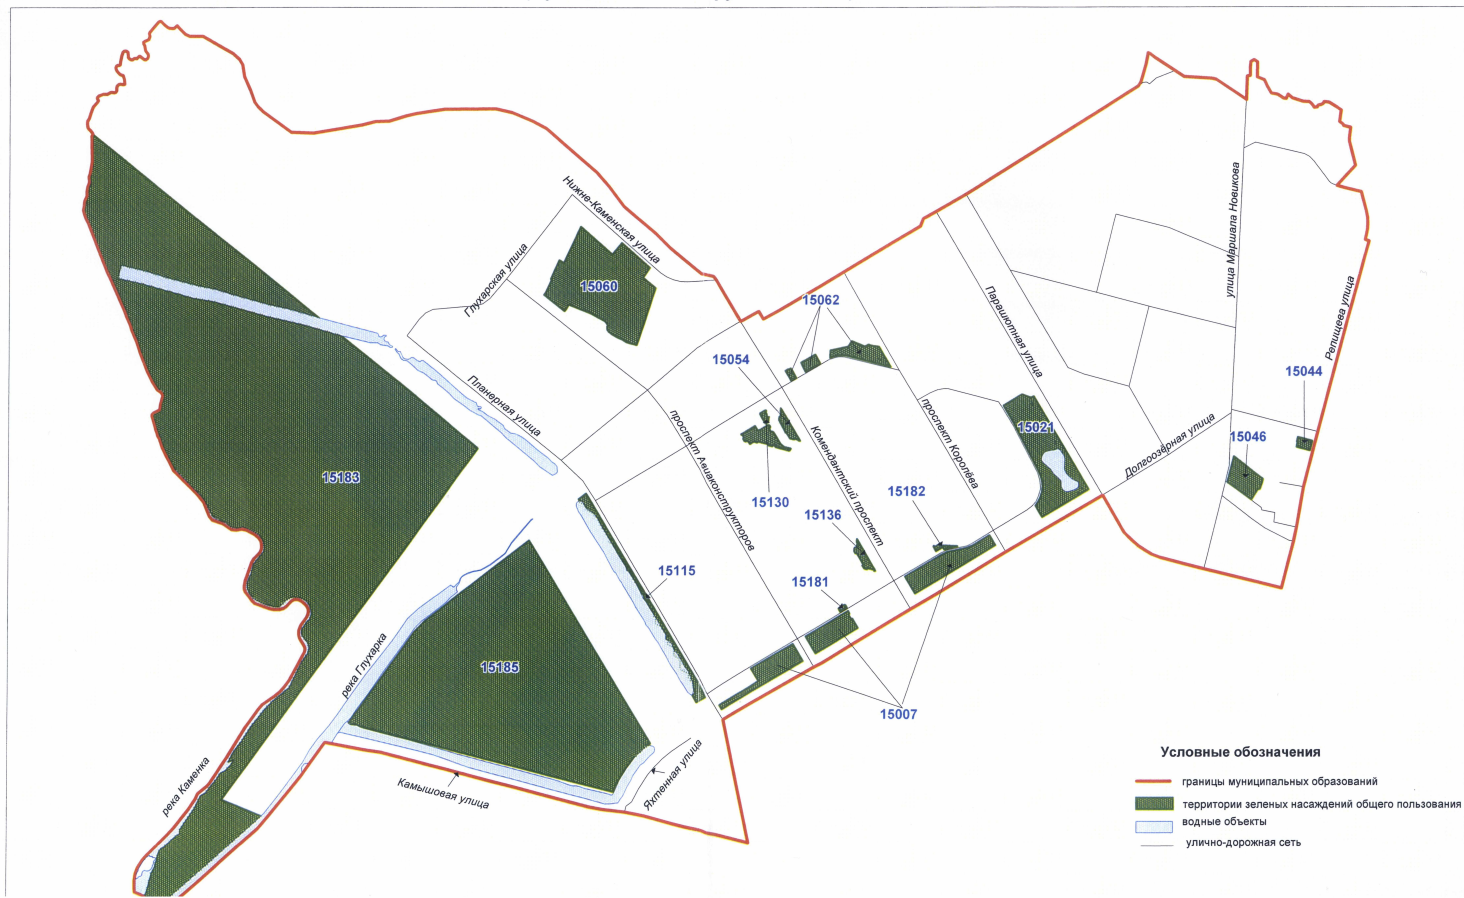 Нижне-Каменская улица
Глухарская улица
15060
15062
15054
Планерная улица
проспект Авиаконструкторов
Комендантский проспект
проспект Королёва
Парашютная улица
улица Маршала Новикова
Репищева улица
15044
15021
Долгоозёрная улица
15046
15183
15130
15136
15182
15115
15181
15185
15007
река Глухарка
река Каменка
Камышовая улица
Яхтенная улица
Условные обозначения
границы муниципальных образований
территории зеленых насаждений общего пользования
водные объекты
улично-дорожная сеть